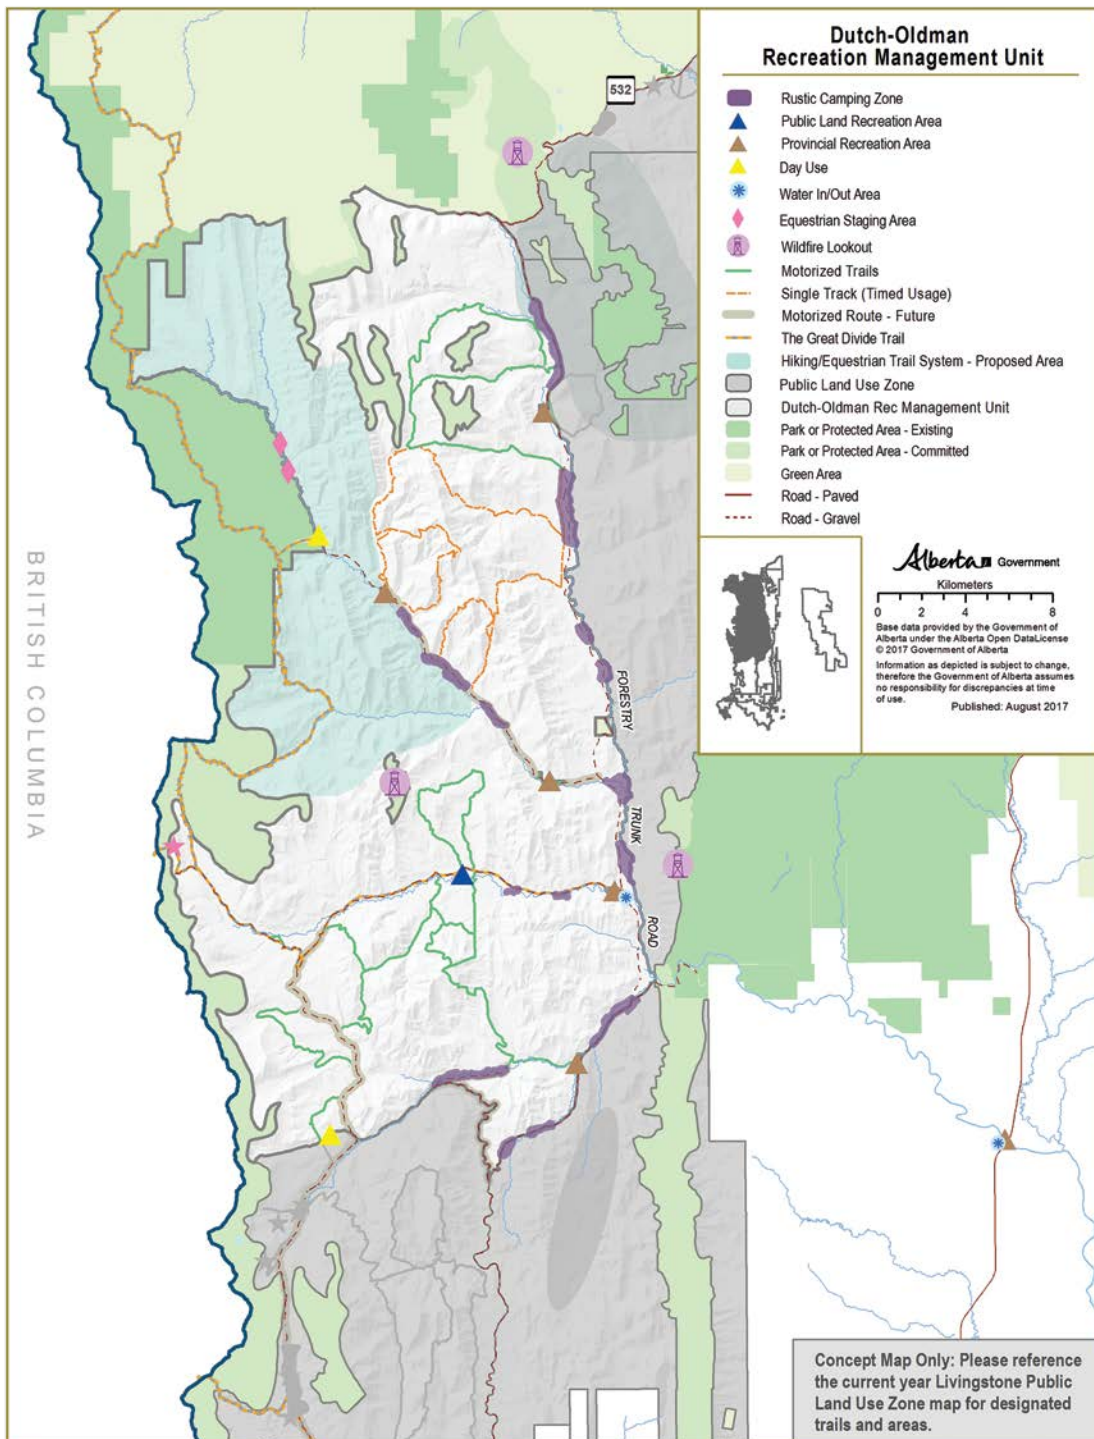 Dutch-Oldman
Recreation Management Unit
Rustic Camping Zone
Public Land Recreation Area
Provincial Recreation Area
Day Use
Water In/Out Area
Equestrian Staging Area
Wildfire Lookout
Motorized Trails
Single Track (Timed Usage)
Motorized Route - Future
The Great Divide Trail
Hiking/Equestrian Trail System - Proposed Area
Public Land Use Zone
Dutch-Oldman Rec Management Unit
Park or Protected Area - Existing
Park or Protected Area - Committed
Green Area
Road - Paved
Road - Gravel
Alberta Government
Kilometers
0 2 4 6 8
Base data provided by the Government of
Alberta under the Alberta Open DataLicense
© 2017 Government of Alberta
Information as depicted is subject to change,
therefore the Government of Alberta assumes
no responsibility for discrepancies at time
of use.
Published: August 2017
532
BRITISH COLUMBIA
FORESTRY
TRUNK
ROAD
Concept Map Only: Please reference
the current year Livingstone Public
Land Use Zone map for designated
trails and areas.